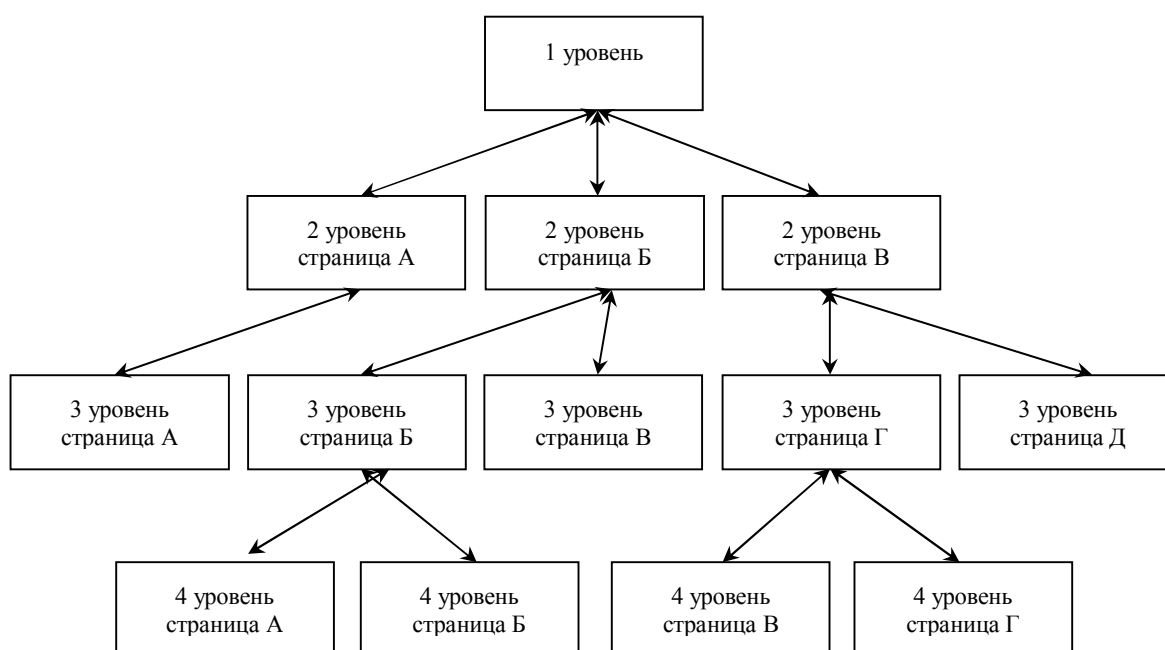 1 уровень
2 уровень
страница А
2 уровень
страница Б
2 уровень
страница В
3 уровень
страница А
3 уровень
страница Б
3 уровень
страница В
3 уровень
страница Г
3 уровень
страница Д
4 уровень
страница А
4 уровень
страница Б
4 уровень
страница В
4 уровень
страница Г